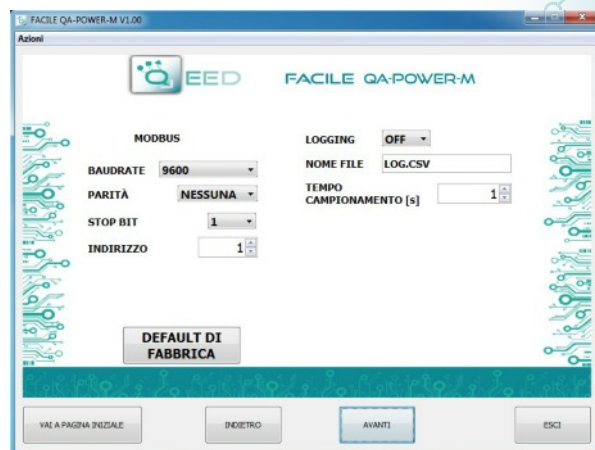 FACILE QA-POWER-M V1.00
Azioni
QEED FACILE QA-POWER-M
MODBUS
BAUDRATE 9600
PARITÀ NESSUNA
STOP BIT 1
INDIRIZZO 1
LOGGING OFF
NOME FILE LOG.CSV
TEMPO
CAMPIONAMENTO [s] 1
DEFAULT DI
FABBRICA
VAI A PAGINA INIZIALE INDIETRO AVANTI ESCI